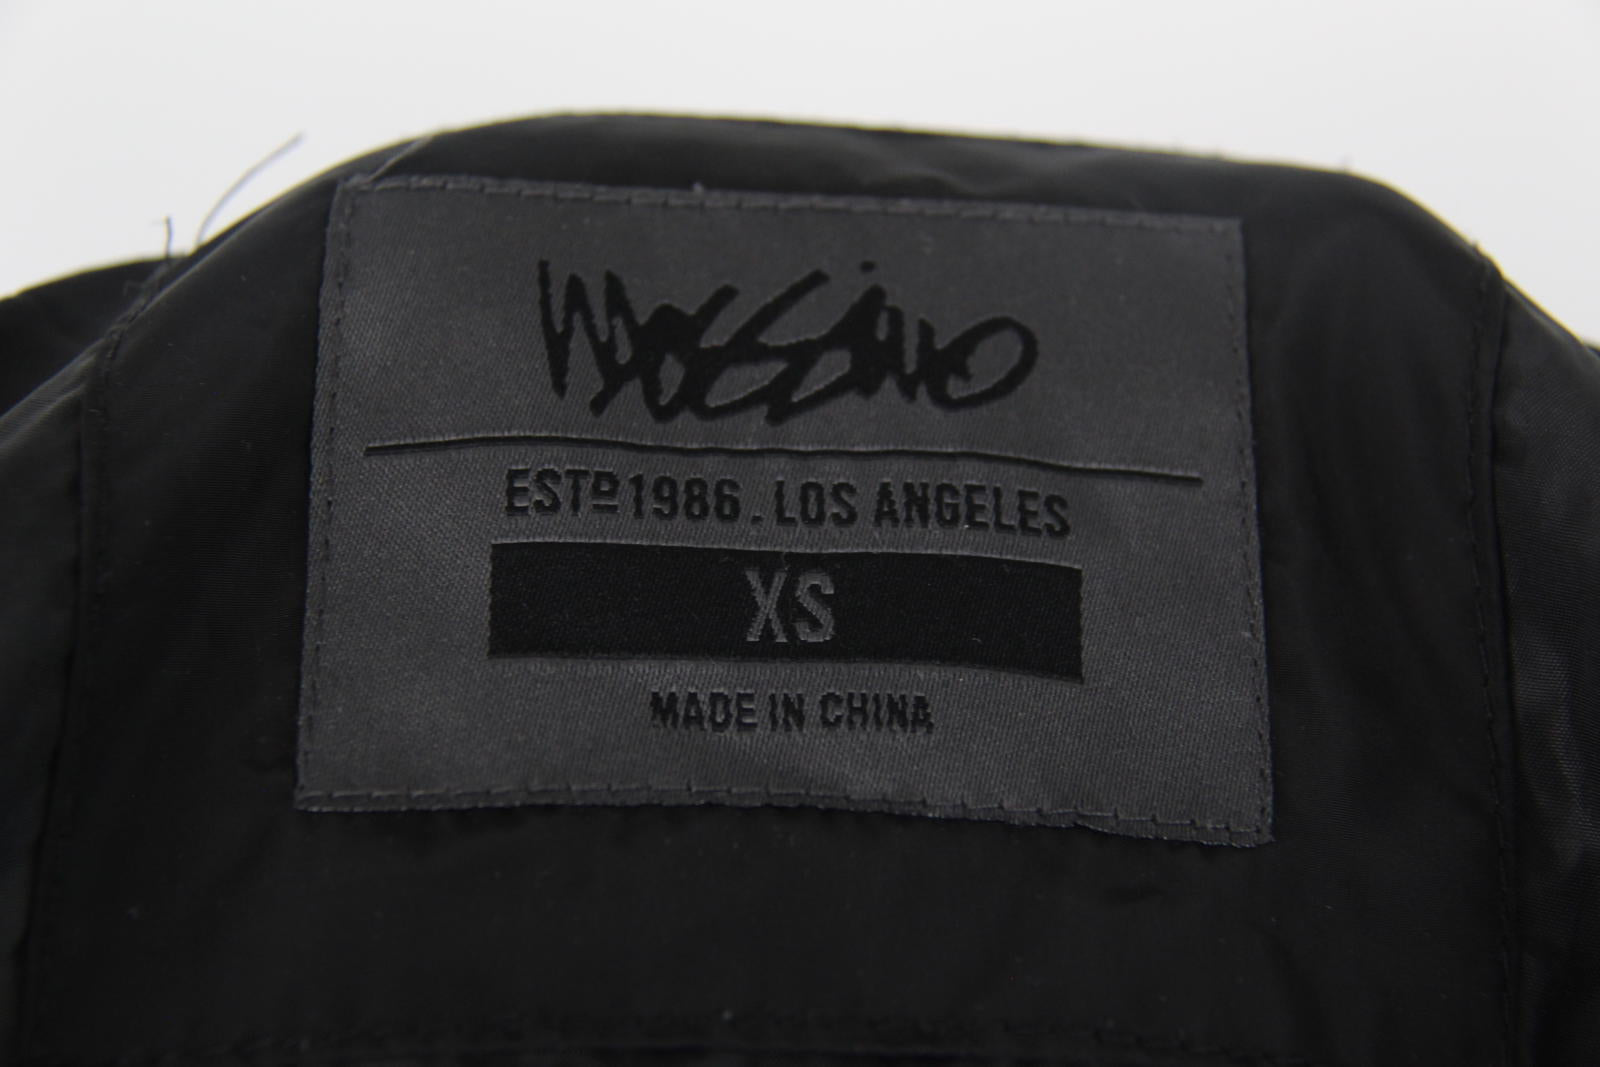 Mossimo
ESTD 1986. LOS ANGELES
XS
MADE IN CHINA